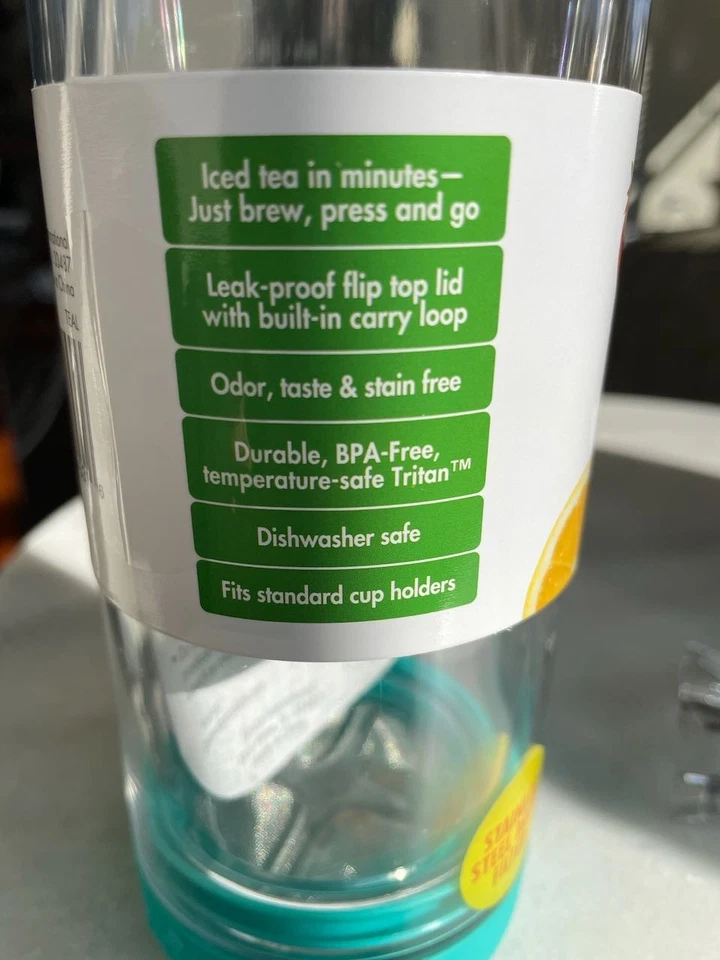 Iced tea in minutes–
Just brew, press and go
Leak-proof flip top lid
with built-in carry loop
Odor, taste & stain free
Durable, BPA-Free,
temperature-safe Tritan™
Dishwasher safe
Fits standard cup holders
TEAL